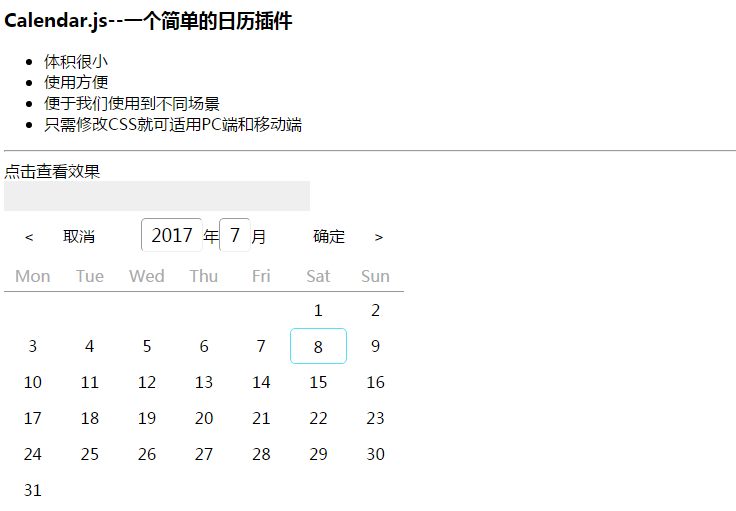 Calendar.js--一个简单的日历插件
体积很小
使用方便
便于我们使用到不同场景
只需修改CSS就可适用PC端和移动端
点击查看效果
< 取消 2017 年 7 月 确定 >
Mon Tue Wed Thu Fri Sat Sun
1 2
3 4 5 6 7 8 9
10 11 12 13 14 15 16
17 18 19 20 21 22 23
24 25 26 27 28 29 30
31